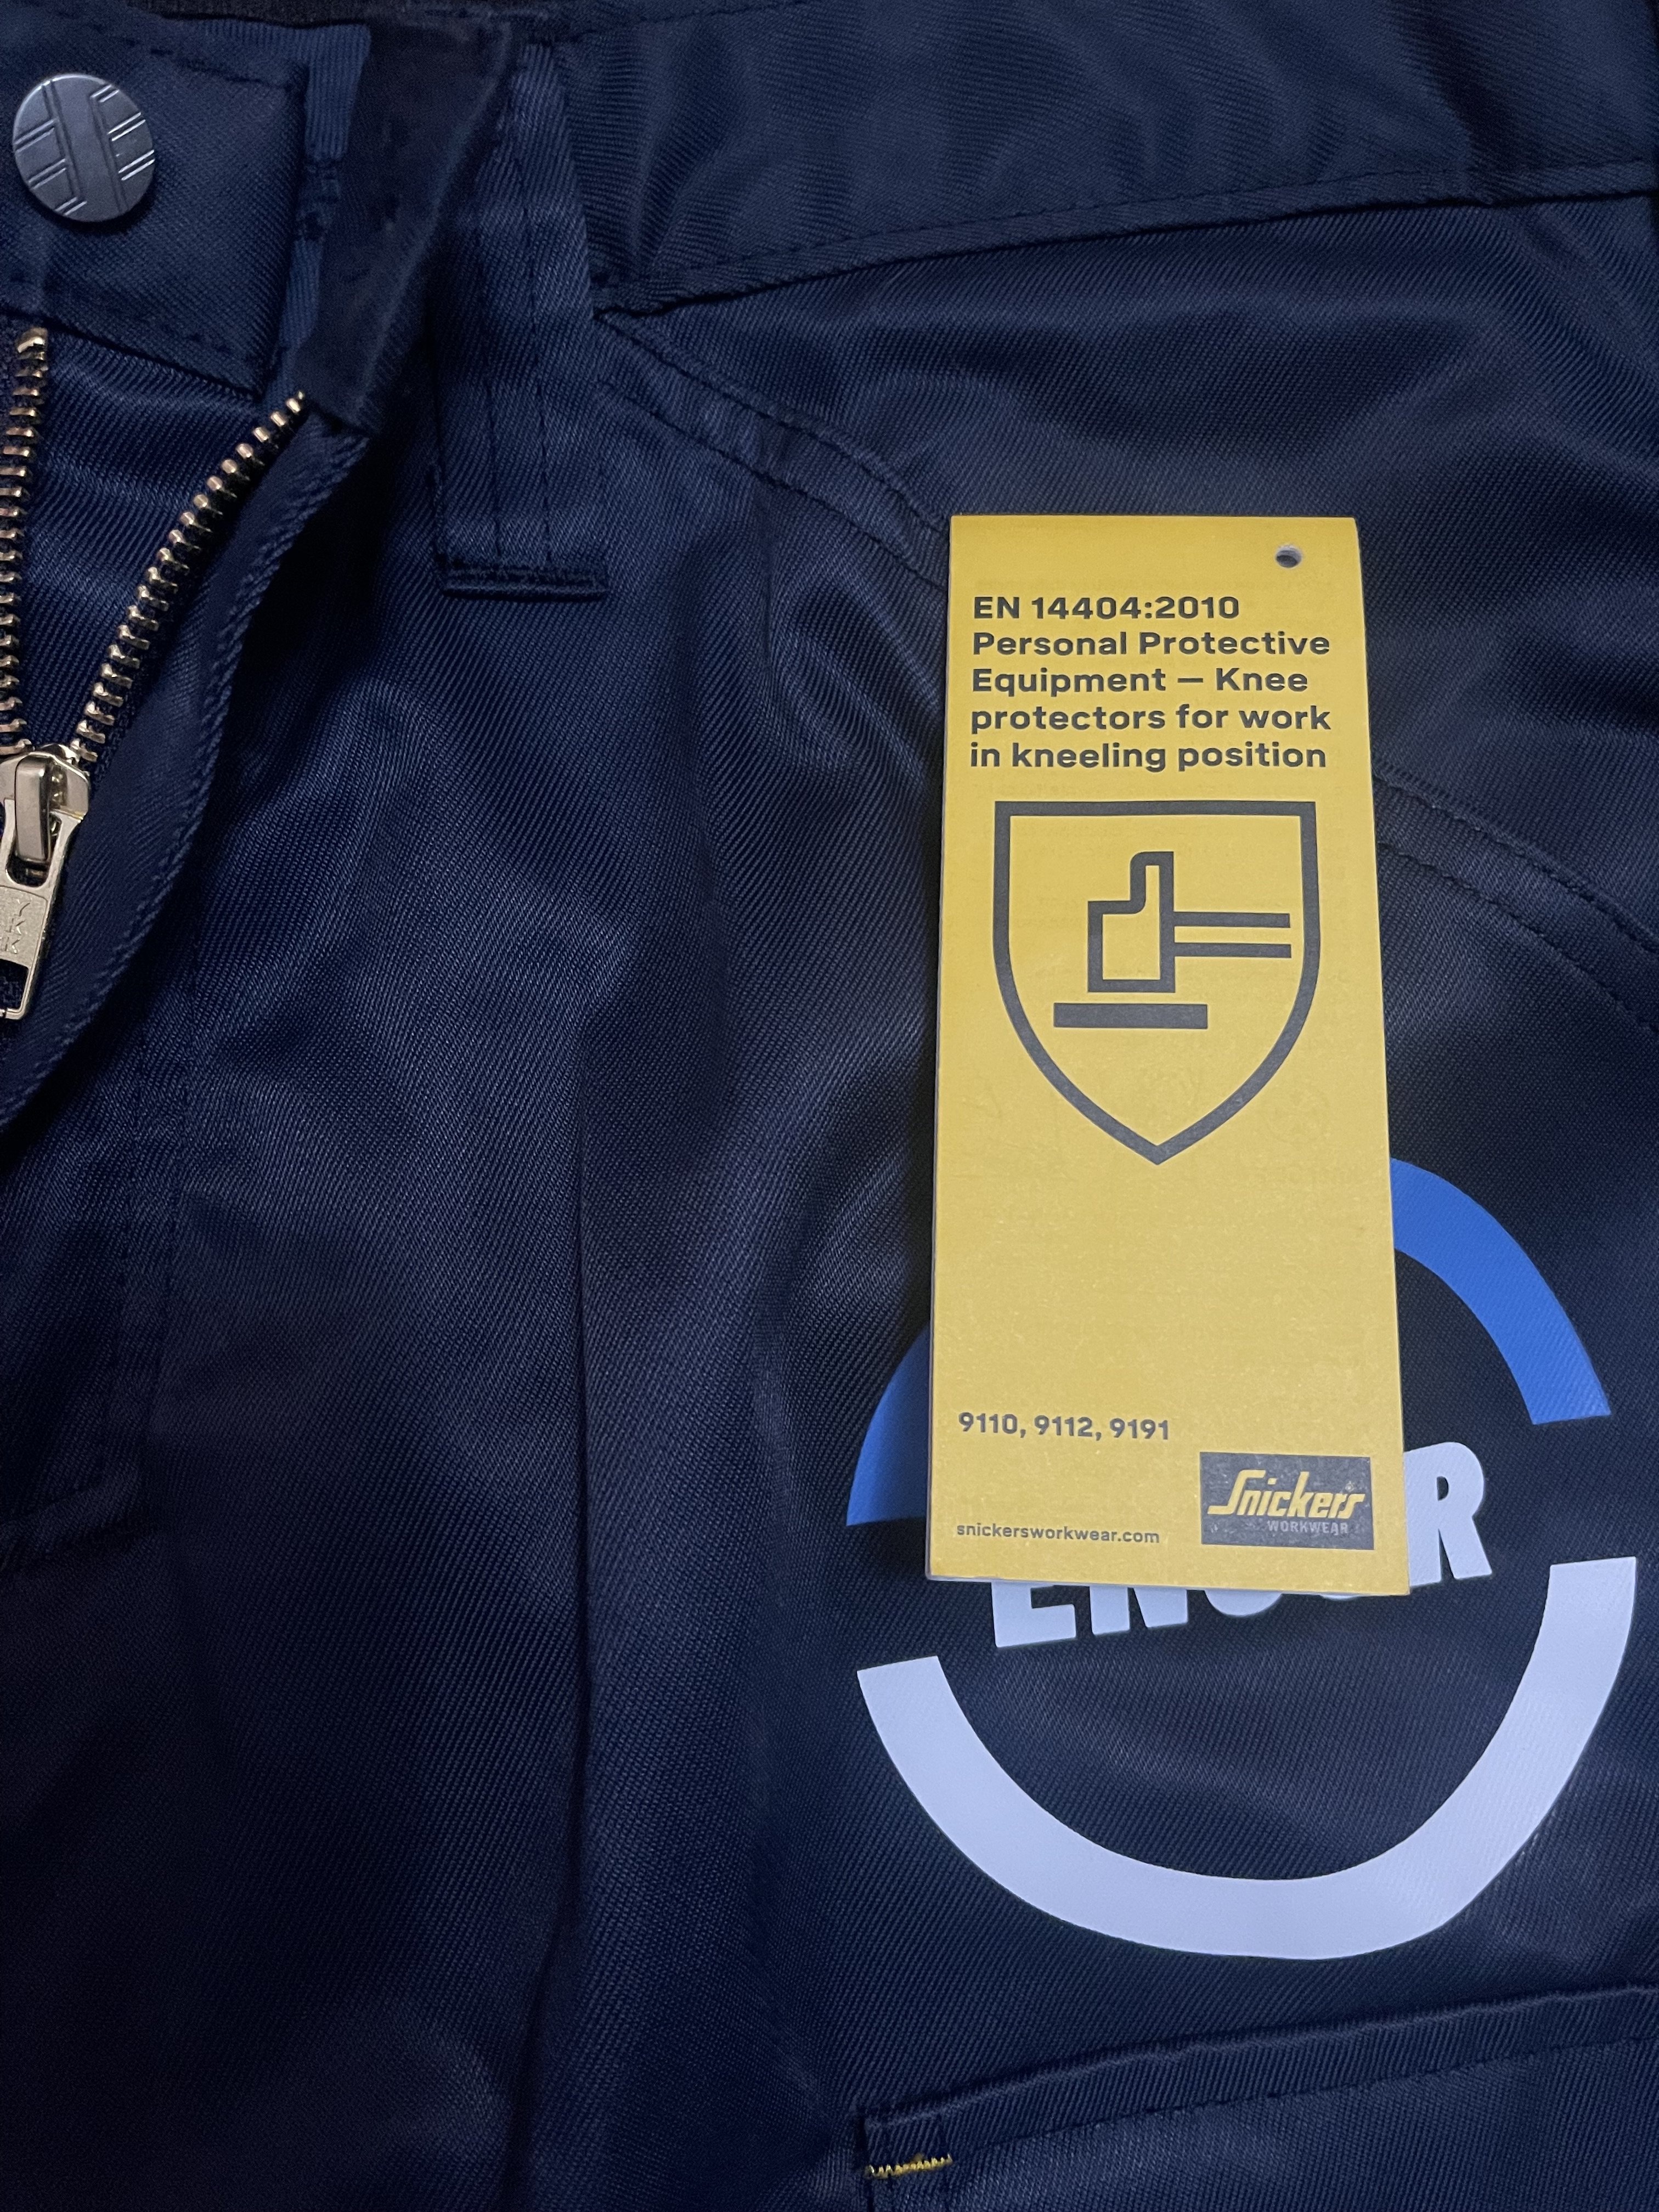 EN 14404:2010
Personal Protective
Equipment — Knee
protectors for work
in kneeling position
9110, 9112, 9191
snickersworkwear.com
Snickers
WORKWEAR
YKK